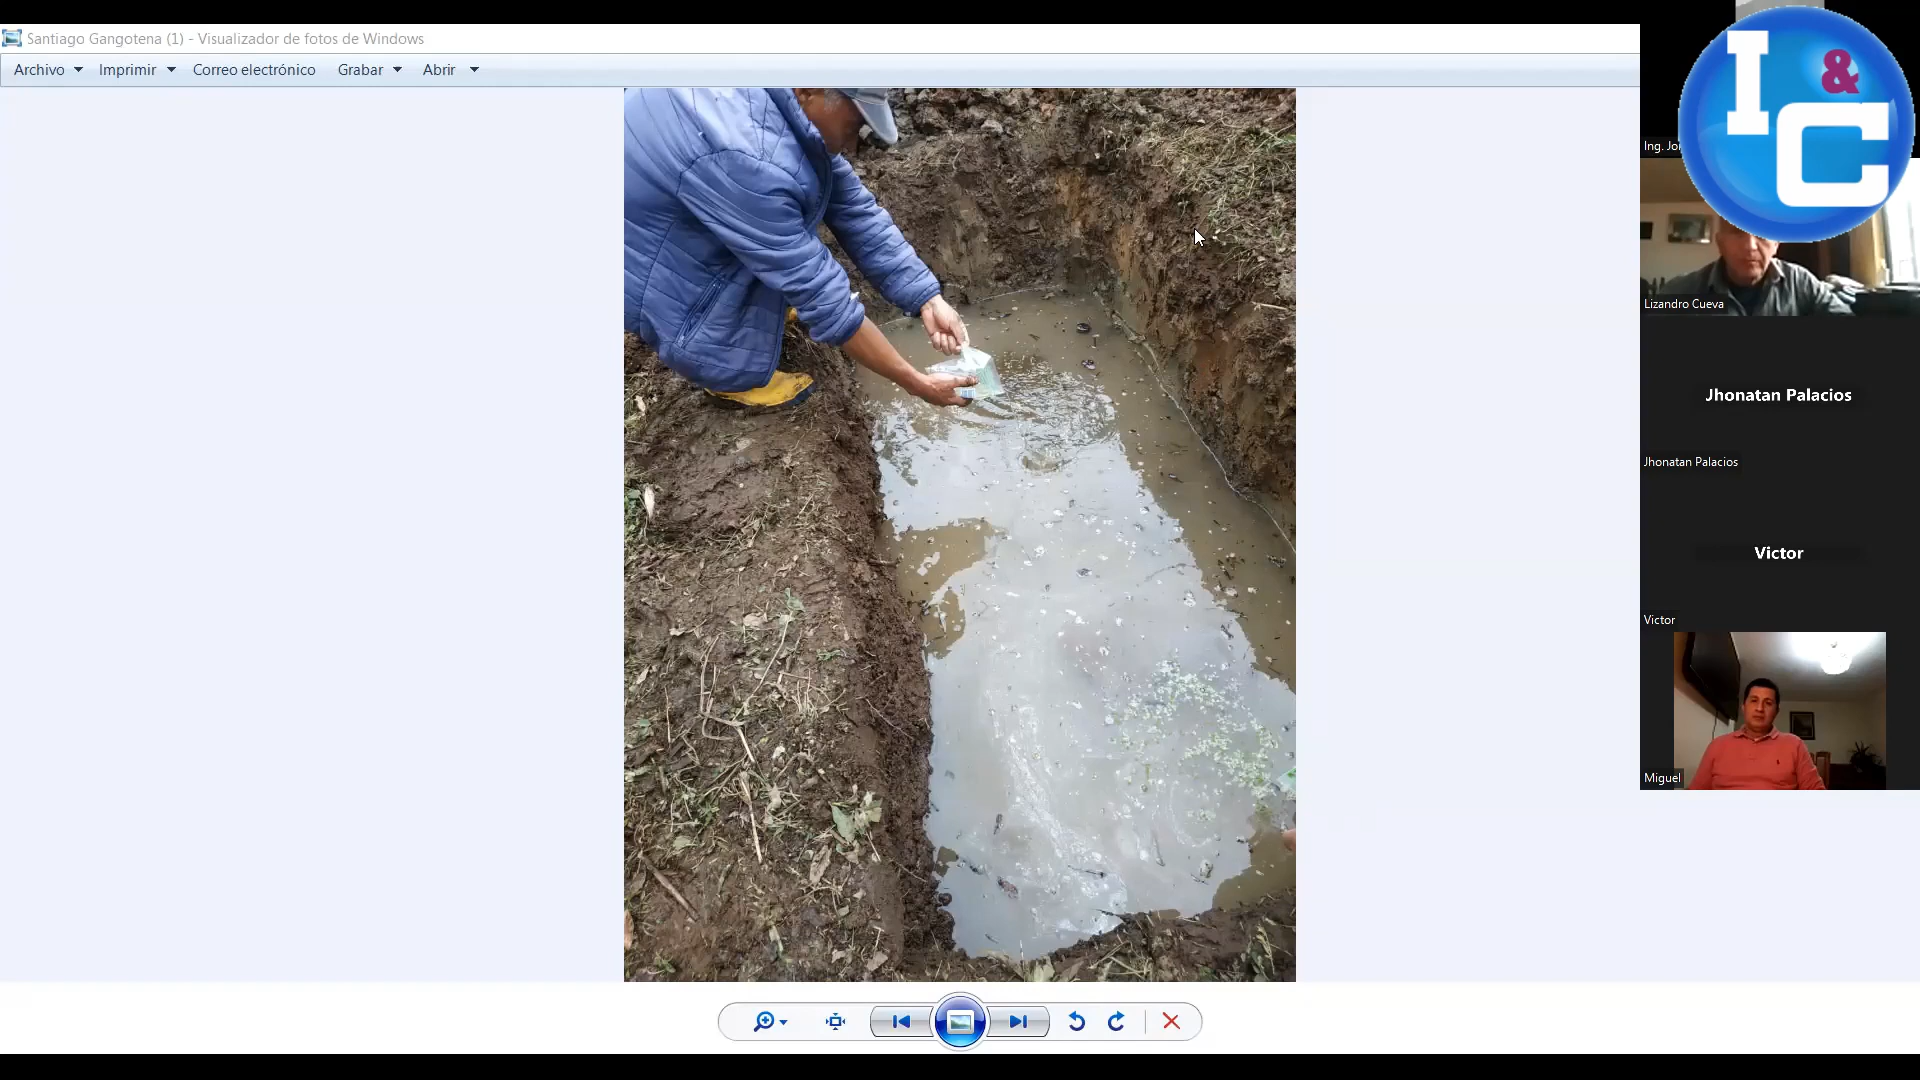 Santiago Gangotena (1) - Visualizador de fotos de Windows
Archivo Imprimir Correo electrónico Grabar Abrir
I & C
Ing.
Lizandro Cueva
Jhonatan Palacios
Jhonatan Palacios
Victor
Victor
Miguel